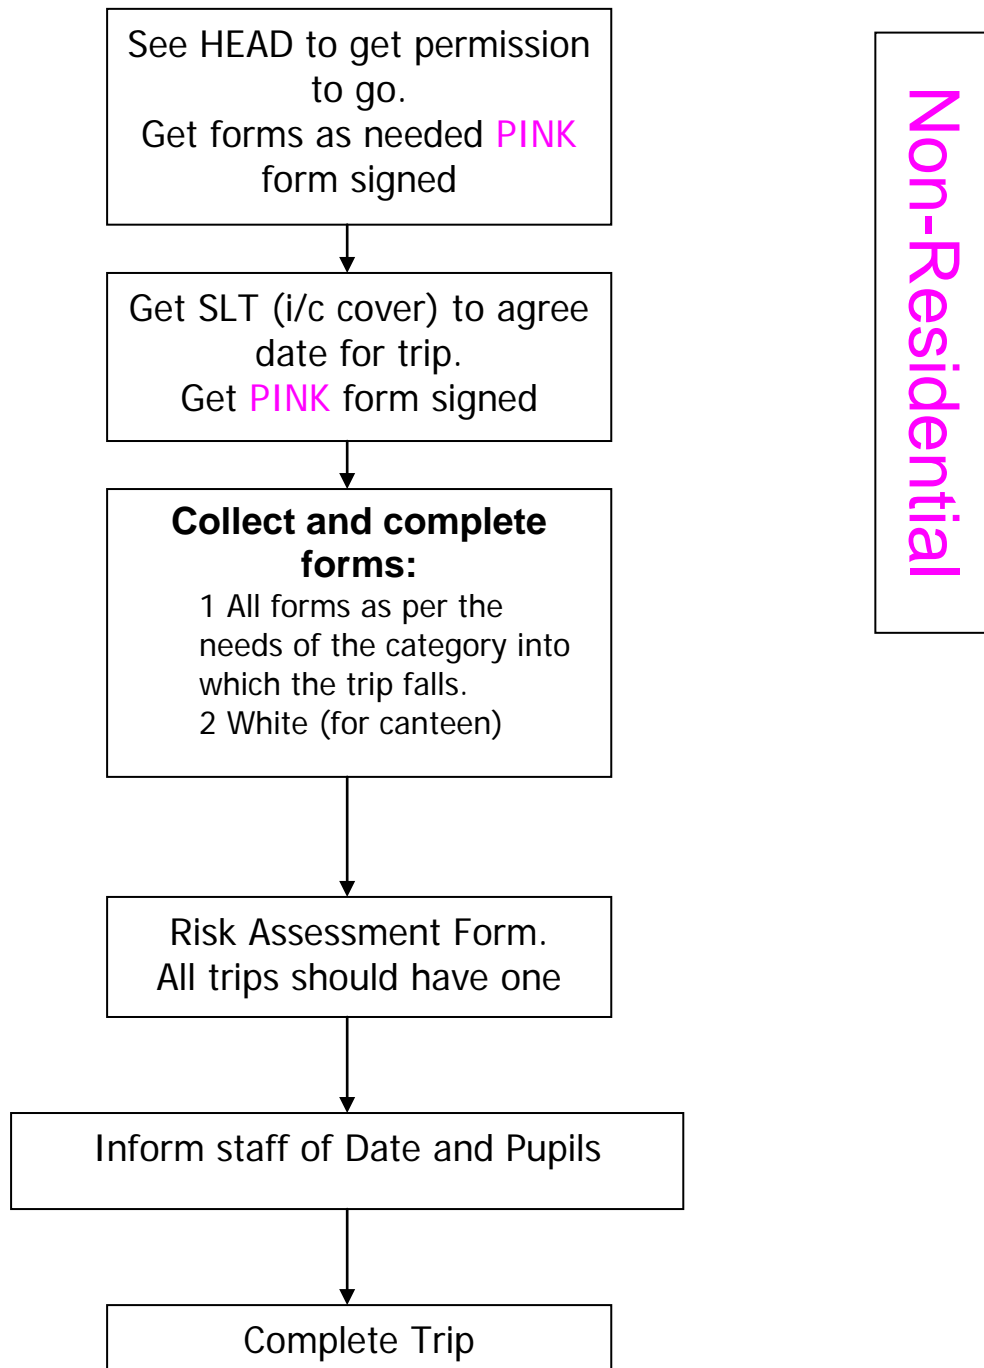 See HEAD to get permission
to go.
Get forms as needed PINK
form signed
Non-Residential
Get SLT (i/c cover) to agree
date for trip.
Get PINK form signed
Collect and complete
forms:
1 All forms as per the
needs of the category into
which the trip falls.
2 White (for canteen)
Risk Assessment Form.
All trips should have one
Inform staff of Date and Pupils
Complete Trip